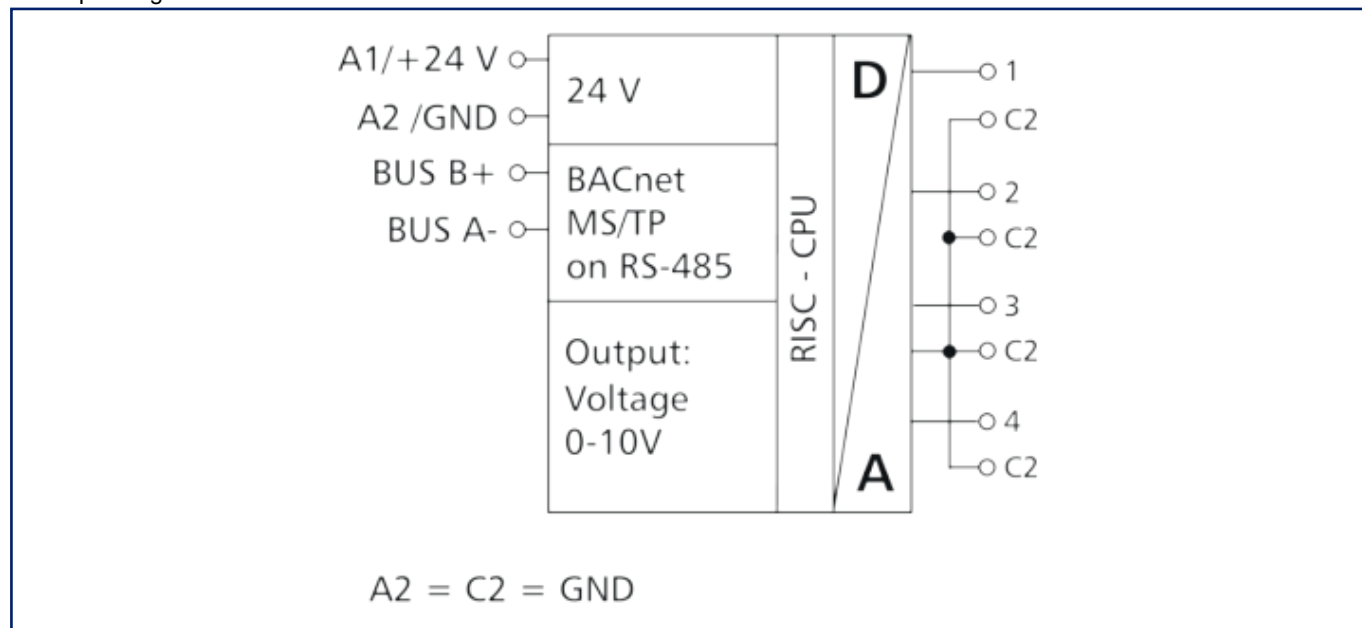 A1/+24 V
A2 /GND
BUS B+
BUS A-
24 V
BACnet
MS/TP
on RS-485
Output:
Voltage
0-10V
RISC - CPU
D
A
1
C2
2
C2
3
C2
4
C2
A2 = C2 = GND